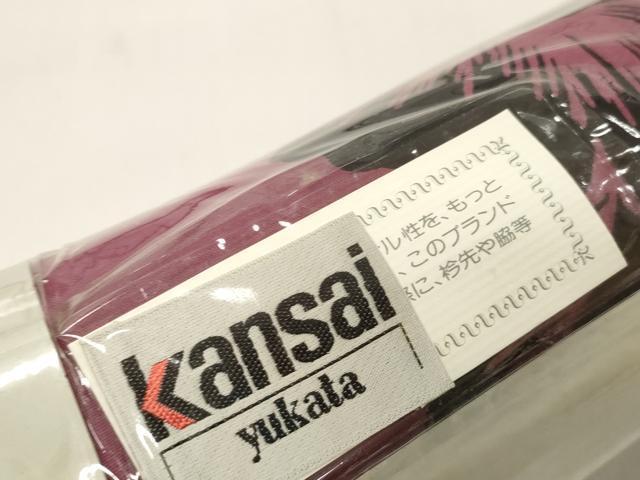 kansai
yukata
ル性を、もっと
、このブランド
に、衿先や脇等